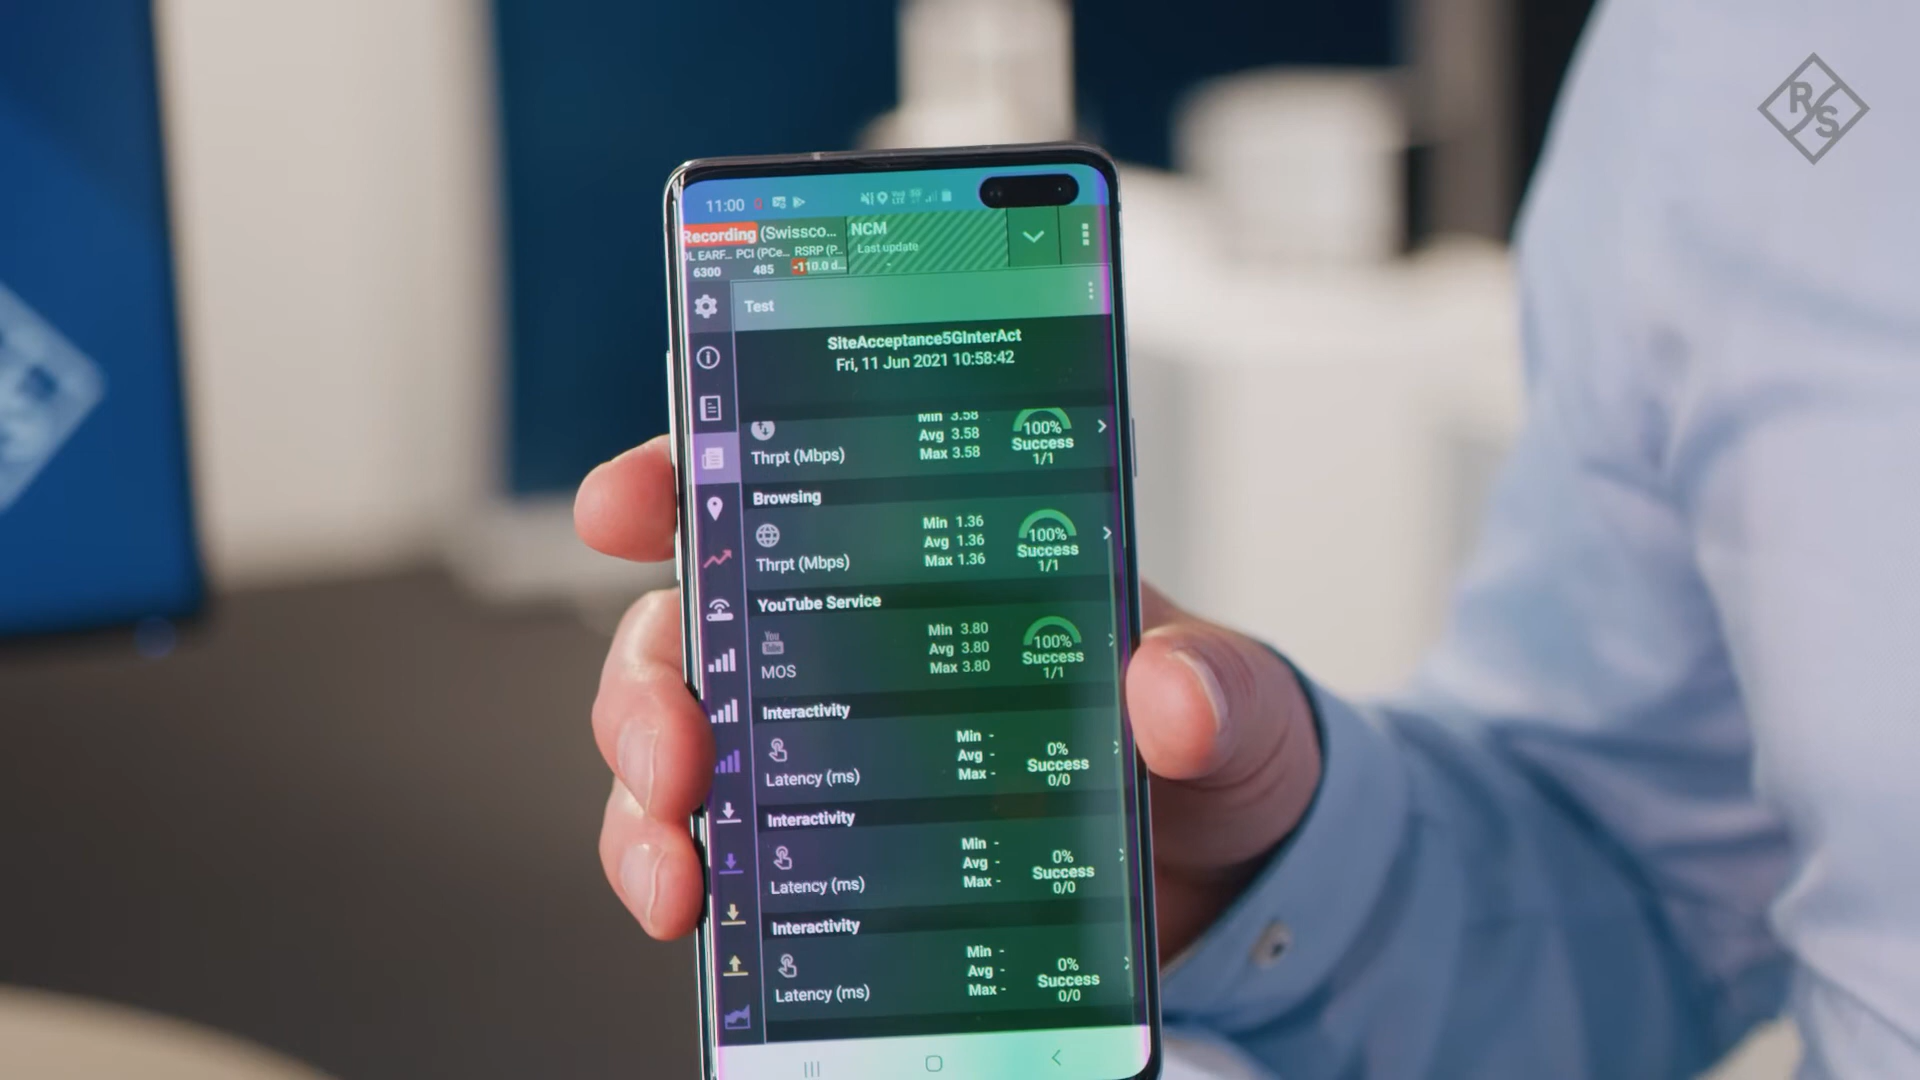 R
S
11:00
Recording (Swissco...
NCM
Last update
-
DL EARF... PCI (PCe... RSRP (P...
6300 485 -110.0 d...
Test
SiteAcceptance5GInterAct
Fri, 11 Jun 2021 10:58:42
Min 3.58
Avg 3.58
Max 3.58
Thrpt (Mbps)
100%
Success
1/1
Browsing
Min 1.36
Avg 1.36
Max 1.36
Thrpt (Mbps)
100%
Success
1/1
YouTube Service
You
Tube
Min 3.80
Avg 3.80
Max 3.80
MOS
100%
Success
1/1
Interactivity
Min -
Avg -
Max -
Latency (ms)
0%
Success
0/0
Interactivity
Min -
Avg -
Max -
Latency (ms)
0%
Success
0/0
Interactivity
Min -
Avg -
Max -
Latency (ms)
0%
Success
0/0